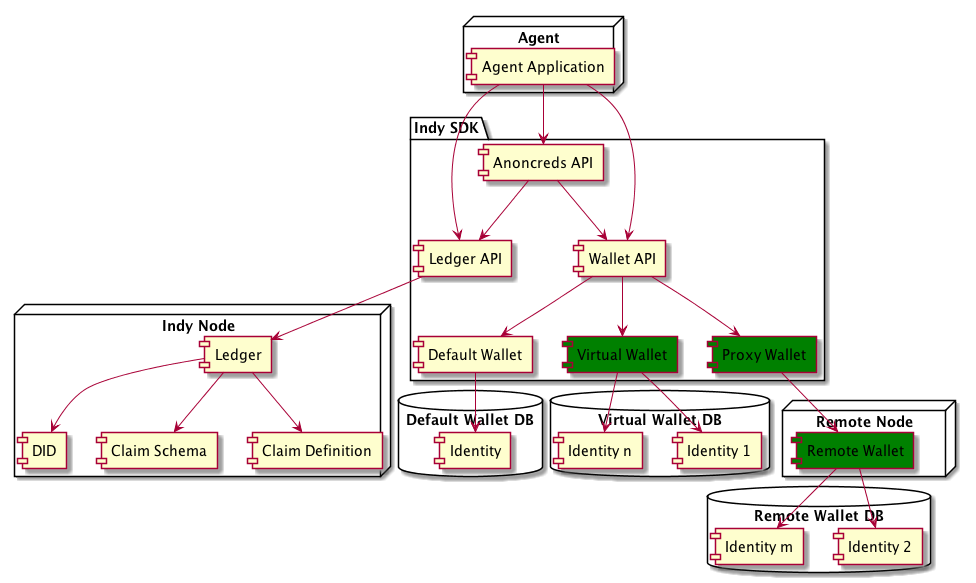 Agent
Agent Application
Indy SDK
Anoncreds API
Ledger API
Wallet API
Indy Node
Ledger
Default Wallet
Virtual Wallet
Proxy Wallet
Default Wallet DB
Virtual Wallet DB
Remote Node
DID
Claim Schema
Claim Definition
Identity
Identity n
Identity 1
Remote Wallet
Remote Wallet DB
Identity m
Identity 2